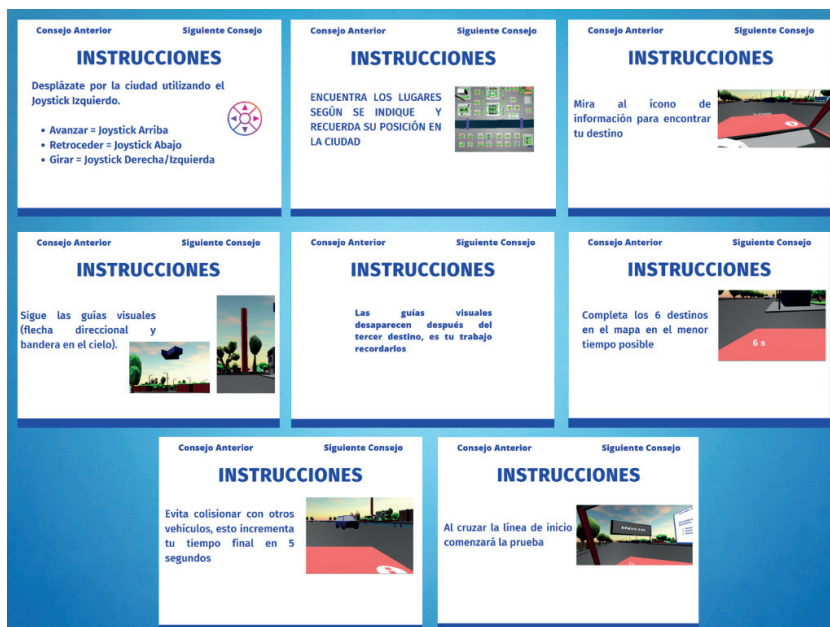 Consejo Anterior Siguiente Consejo
INSTRUCCIONES
Desplázate por la ciudad utilizando el
Joystick Izquierdo.
• Avanzar = Joystick Arriba
• Retroceder = Joystick Abajo
• Girar = Joystick Derecha/Izquierda
Consejo Anterior Siguiente Consejo
INSTRUCCIONES
ENCUENTRA LOS LUGARES
SEGÚN SE INDIQUE Y
RECUERDA SU POSICIÓN EN
LA CIUDAD
Consejo Anterior Siguiente Consejo
INSTRUCCIONES
Mira al ícono de
información para encontrar
tu destino
Consejo Anterior Siguiente Consejo
INSTRUCCIONES
Sigue las guías visuales
(flecha direccional y
bandera en el cielo).
Consejo Anterior Siguiente Consejo
INSTRUCCIONES
Las guías visuales
desaparecen después del
tercer destino, es tu trabajo
recordarlos
Consejo Anterior Siguiente Consejo
INSTRUCCIONES
Completa los 6 destinos
en el mapa en el menor
tiempo posible
6 s
Consejo Anterior Siguiente Consejo
INSTRUCCIONES
Evita colisionar con otros
vehículos, esto incrementa
tu tiempo final en 5
segundos
Consejo Anterior Siguiente Consejo
INSTRUCCIONES
Al cruzar la línea de inicio
comenzará la prueba
INICIO